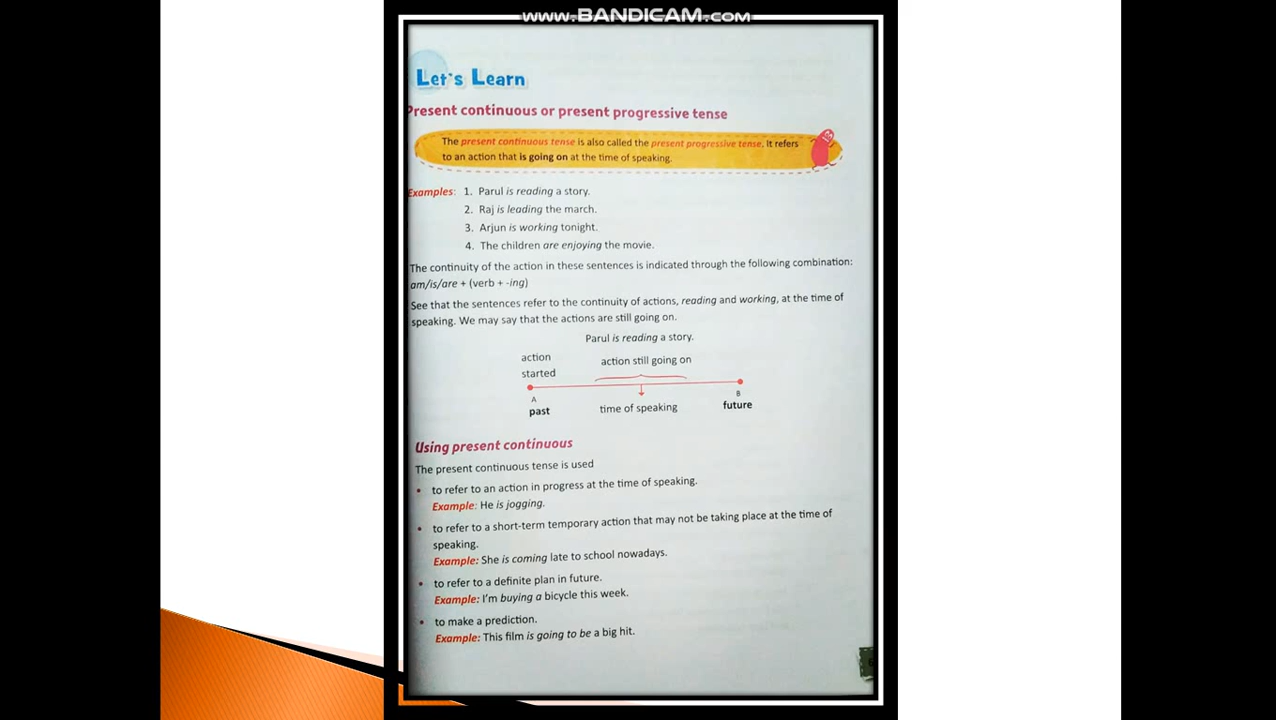 www.BANDICAM.com
Let's Learn
Present continuous or present progressive tense
The present continuous tense is also called the present progressive tense. It refers
to an action that is going on at the time of speaking.
Examples: 1. Parul is reading a story.
2. Raj is leading the march.
3. Arjun is working tonight.
4. The children are enjoying the movie.
The continuity of the action in these sentences is indicated through the following combination:
am/is/are + (verb + -ing)
See that the sentences refer to the continuity of actions, reading and working, at the time of
speaking. We may say that the actions are still going on.
Parul is reading a story.
action
started
action still going on
A
past
time of speaking
B
future
Using present continuous
The present continuous tense is used
• to refer to an action in progress at the time of speaking.
Example: He is jogging.
• to refer to a short-term temporary action that may not be taking place at the time of
speaking.
Example: She is coming late to school nowadays.
• to refer to a definite plan in future.
Example: I'm buying a bicycle this week.
• to make a prediction.
Example: This film is going to be a big hit.